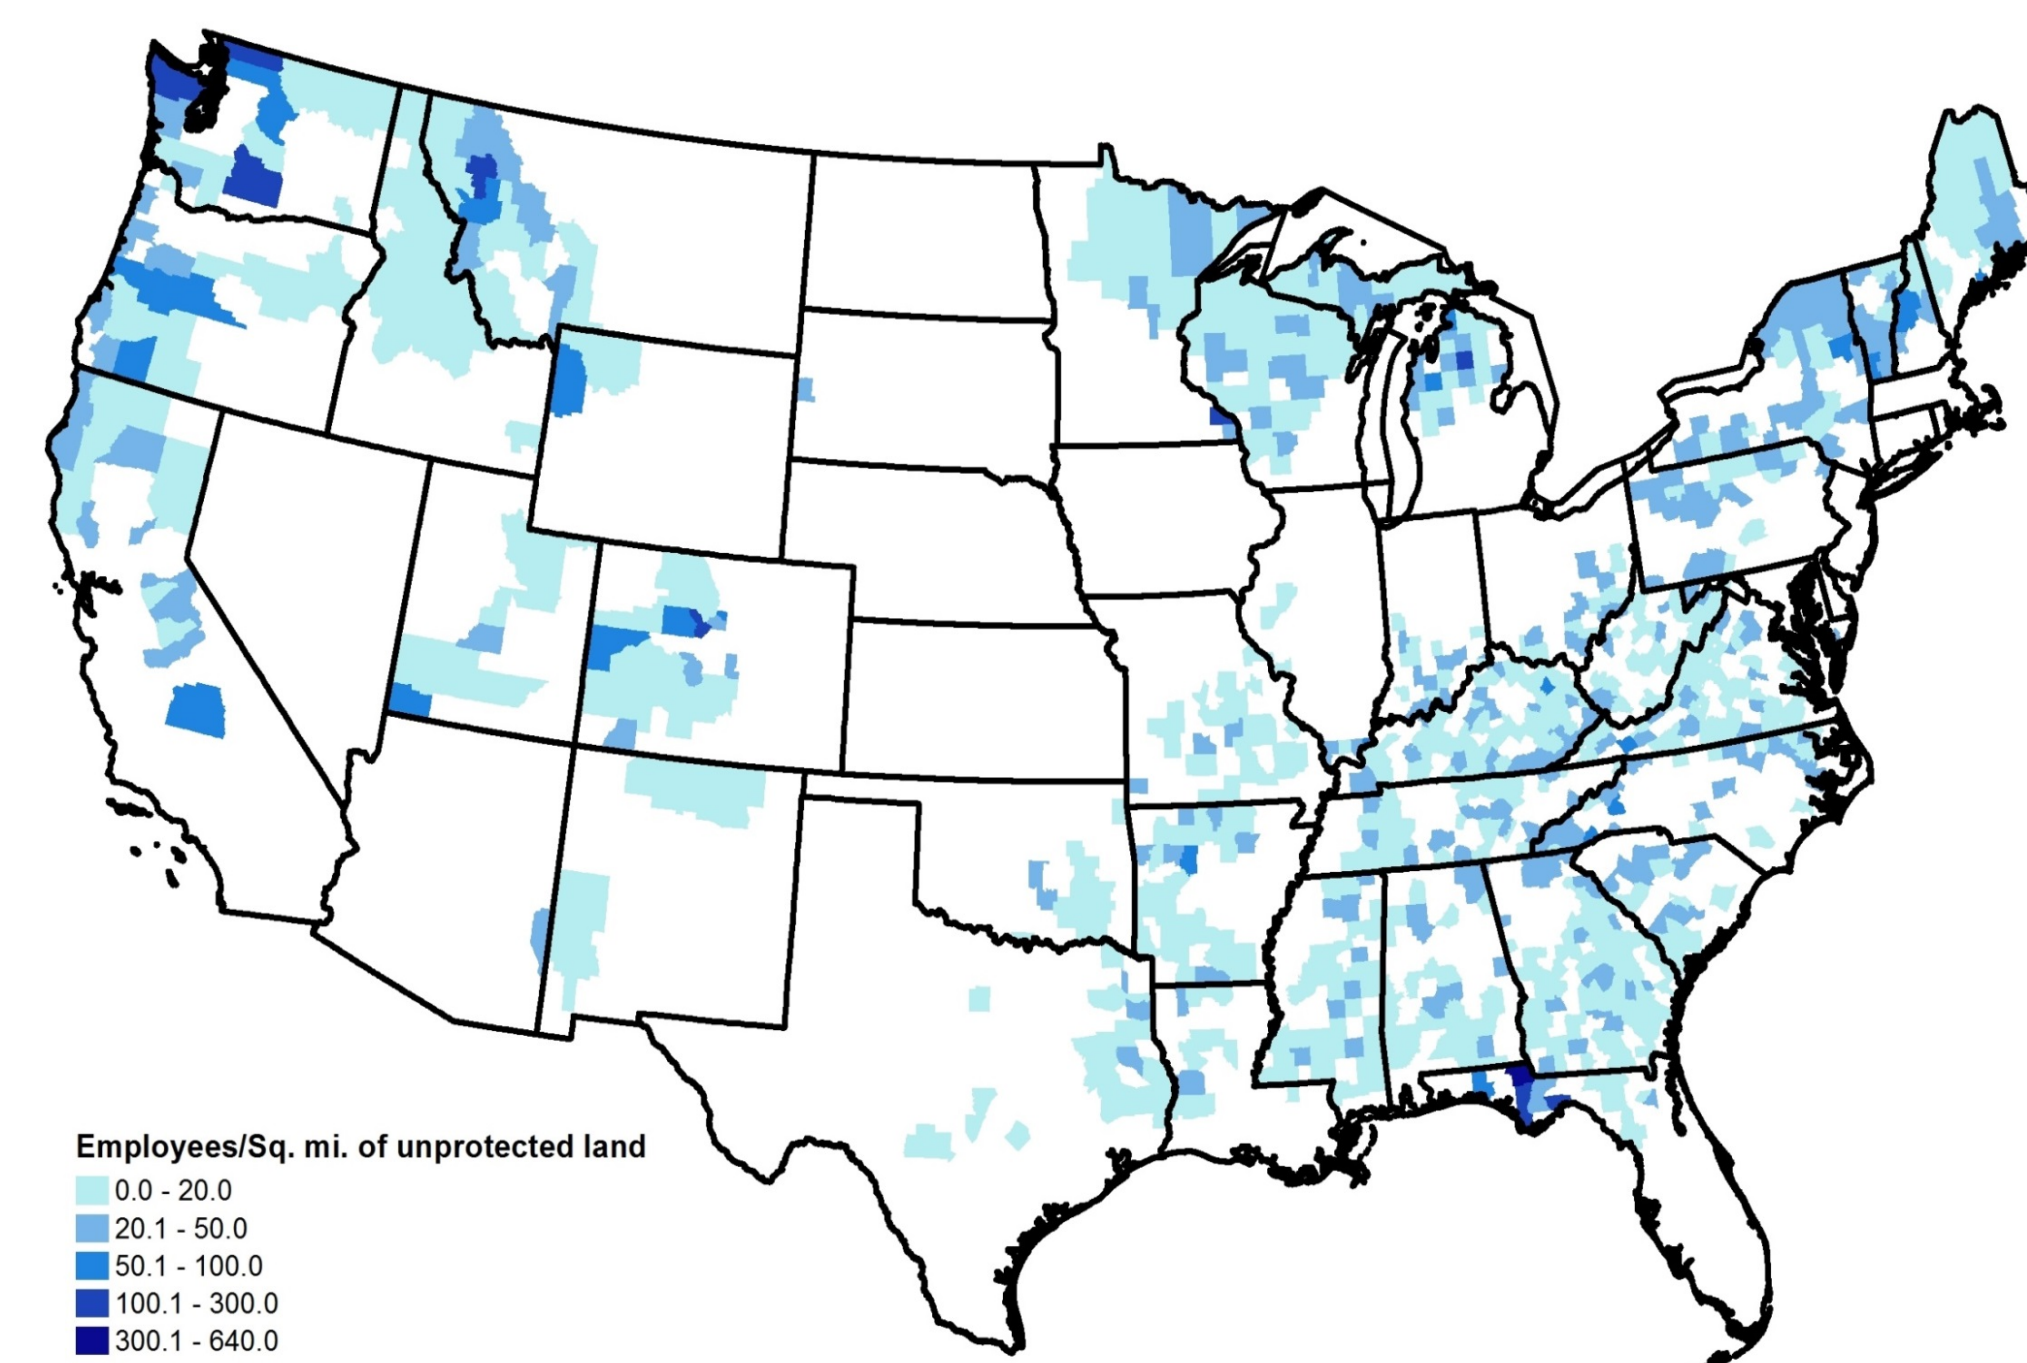 Employees/Sq. mi. of unprotected land
0.0 - 20.0
20.1 - 50.0
50.1 - 100.0
100.1 - 300.0
300.1 - 640.0